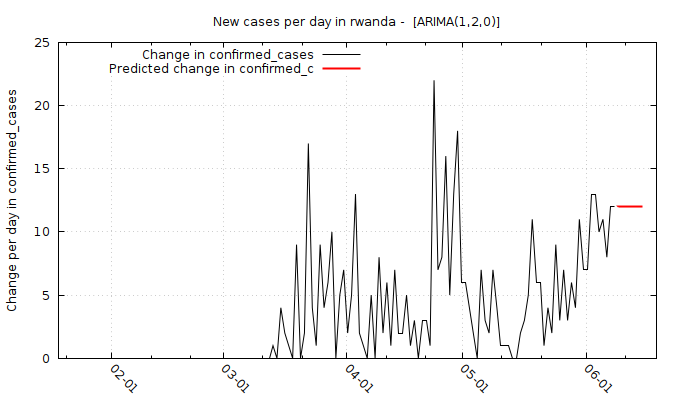 New cases per day in rwanda - [ARIMA(1,2,0)]
Change in confirmed_cases
Predicted change in confirmed_c
Change per day in confirmed_cases
25
20
15
10
5
0
02-01
03-01
04-01
05-01
06-01